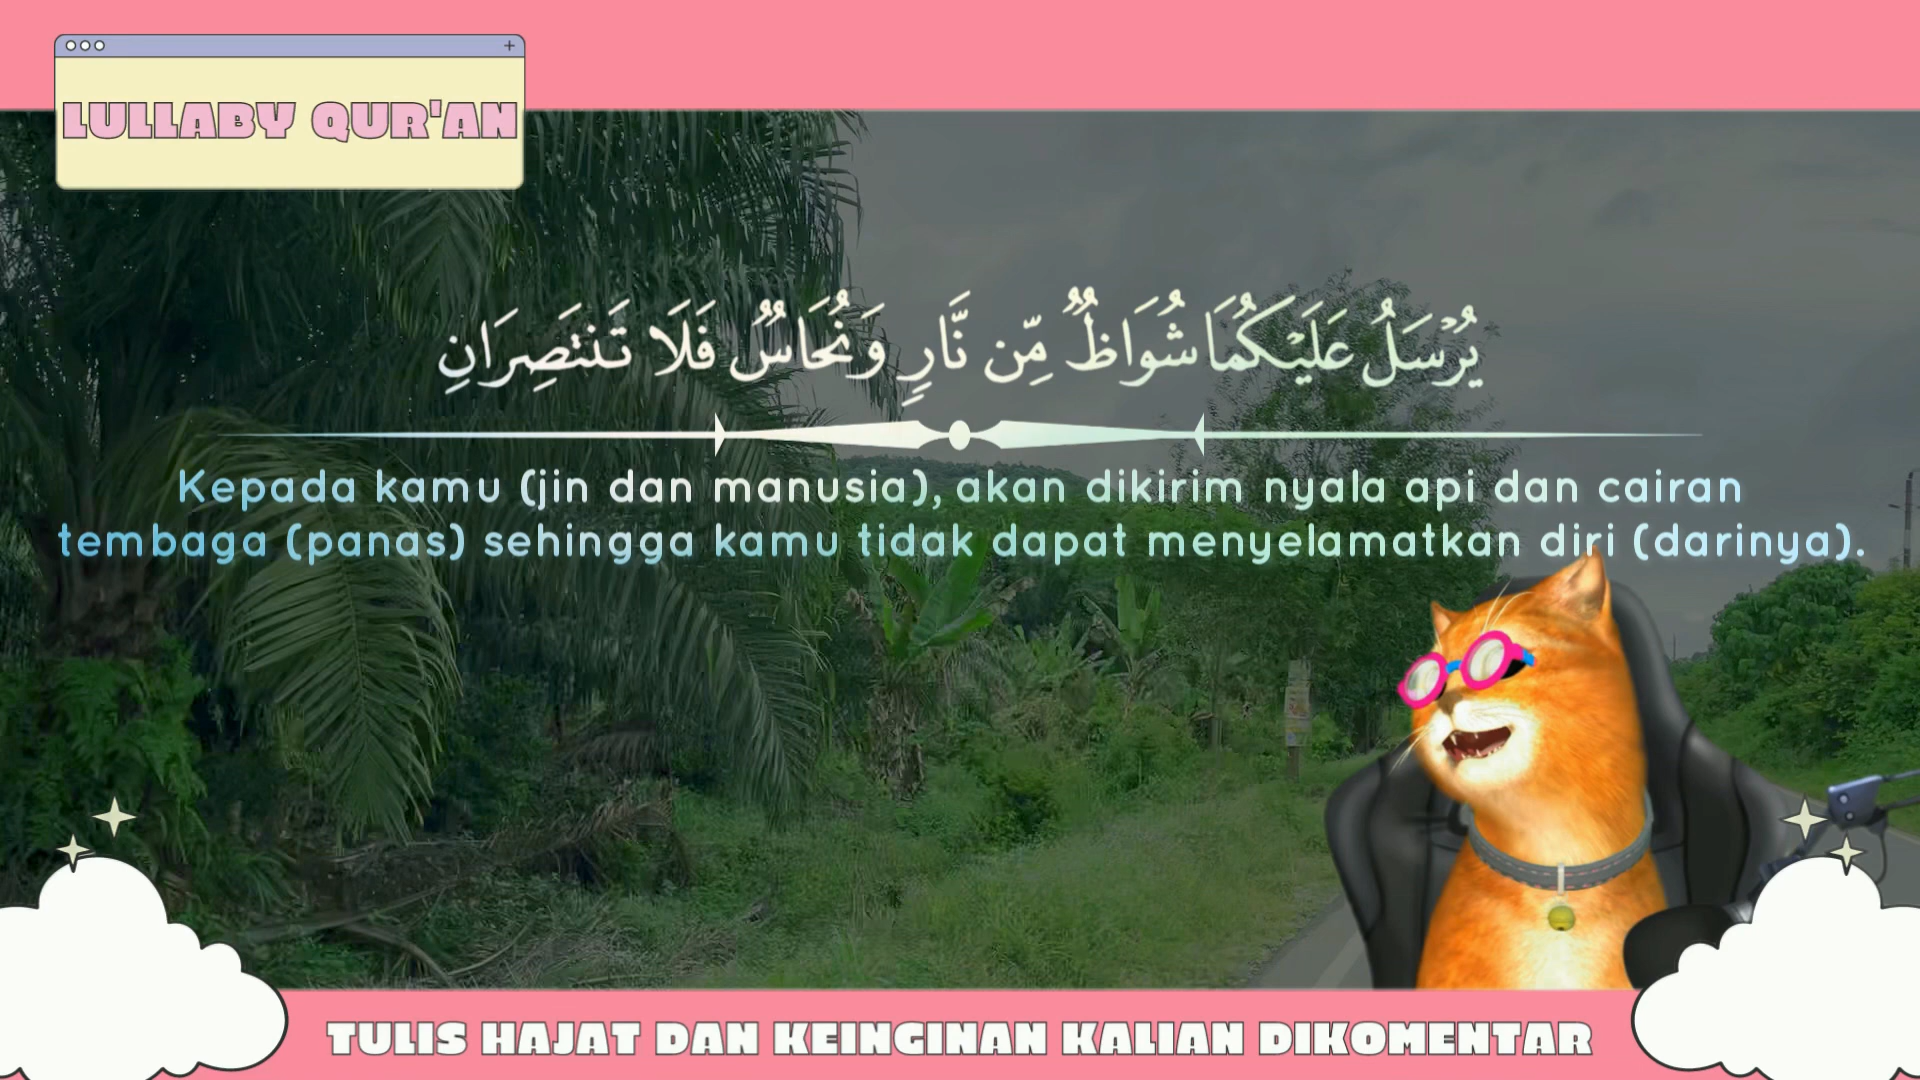 LULLABY QUR'AN
يُرْسَلُ عَلَيْكُمَا شُوَاظٌ مِّن نَّارٍ وَنُحَاسٌ فَلَا تَنتَصِرَانِ
Kepada kamu (jin dan manusia), akan dikirim nyala api dan cairan
tembaga (panas) sehingga kamu tidak dapat menyelamatkan diri (darinya).
TULIS HAJAT DAN KEINGINAN KALIAN DIKOMENTAR